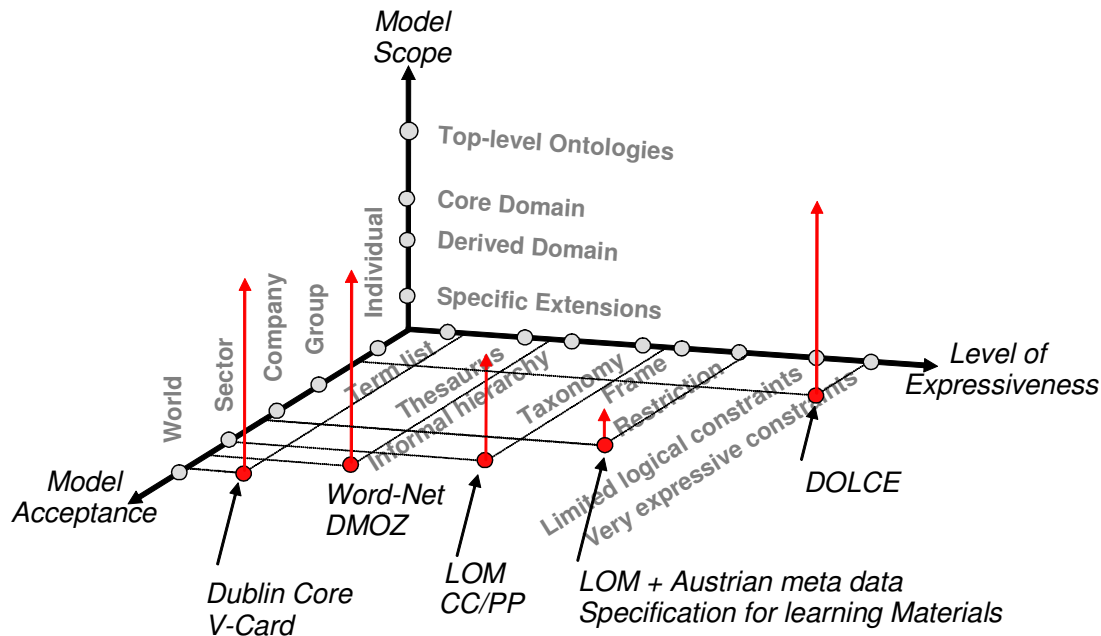 Model
Scope
Top-level Ontologies
Core Domain
Derived Domain
Specific Extensions
Individual
Group
Company
Sector
World
Term list
Thesaurus
Informal hierarchy
Taxonomy
Frame
Restriction
Limited logical constraints
Very expressive constraints
Level of
Expressiveness
Model
Acceptance
Word-Net
DMOZ
DOLCE
Dublin Core
V-Card
LOM
CC/PP
LOM + Austrian meta data
Specification for learning Materials